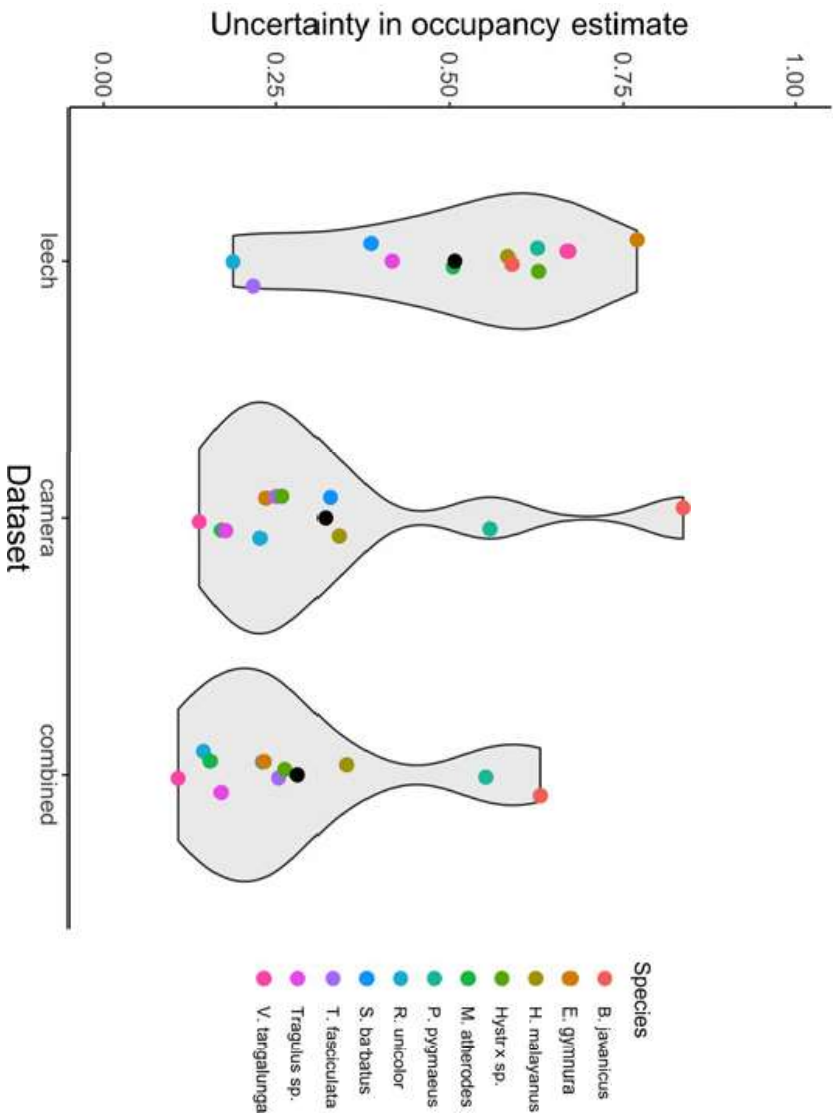 Uncertainty in occupancy estimate
1.00
0.75
0.50
0.25
0.00
leech
camera
combined
Dataset
Species
B. javanicus
E. gymnura
H. malayanus
Hystrix sp.
M. atherodes
P. pygmaeus
R. unicolor
S. barbatus
T. fasciculata
Tragulus sp.
V. tangalunga